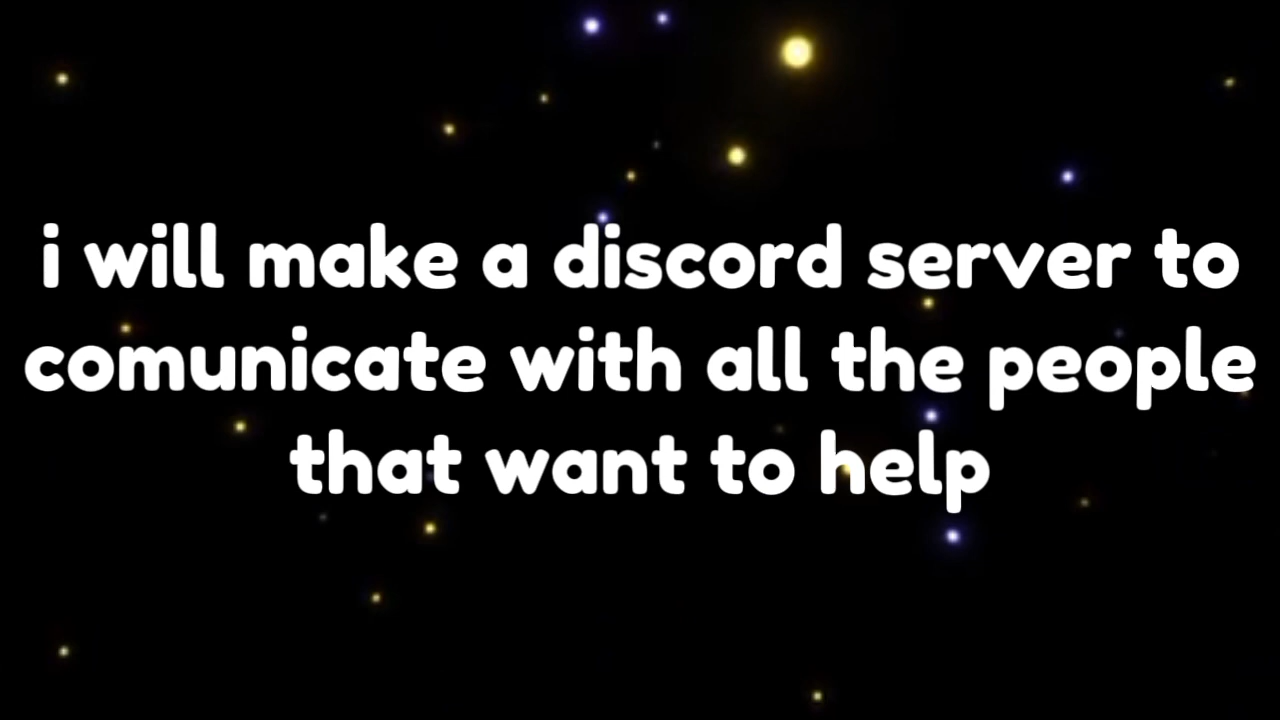 i will make a discord server to
comunicate with all the people
that want to help